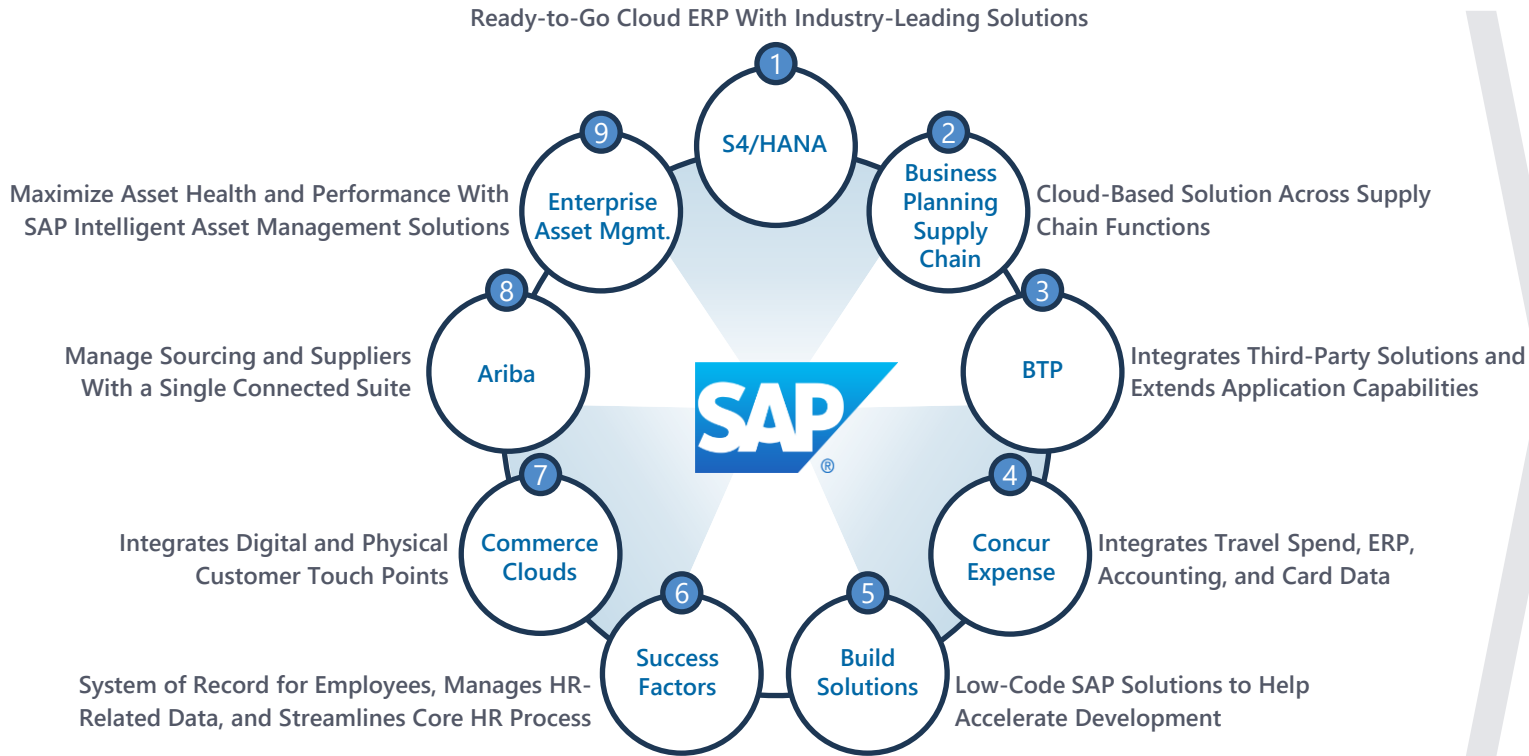 Ready-to-Go Cloud ERP With Industry-Leading Solutions
1
S4/HANA
2
Business
Planning
Supply
Chain
Cloud-Based Solution Across Supply
Chain Functions
3
BTP
Integrates Third-Party Solutions and
Extends Application Capabilities
4
Concur
Expense
Integrates Travel Spend, ERP,
Accounting, and Card Data
5
Build
Solutions
Low-Code SAP Solutions to Help
Accelerate Development
6
Success
Factors
System of Record for Employees, Manages HR-
Related Data, and Streamlines Core HR Process
7
Commerce
Clouds
Integrates Digital and Physical
Customer Touch Points
8
Ariba
Manage Sourcing and Suppliers
With a Single Connected Suite
9
Enterprise
Asset Mgmt.
Maximize Asset Health and Performance With
SAP Intelligent Asset Management Solutions
SAP®